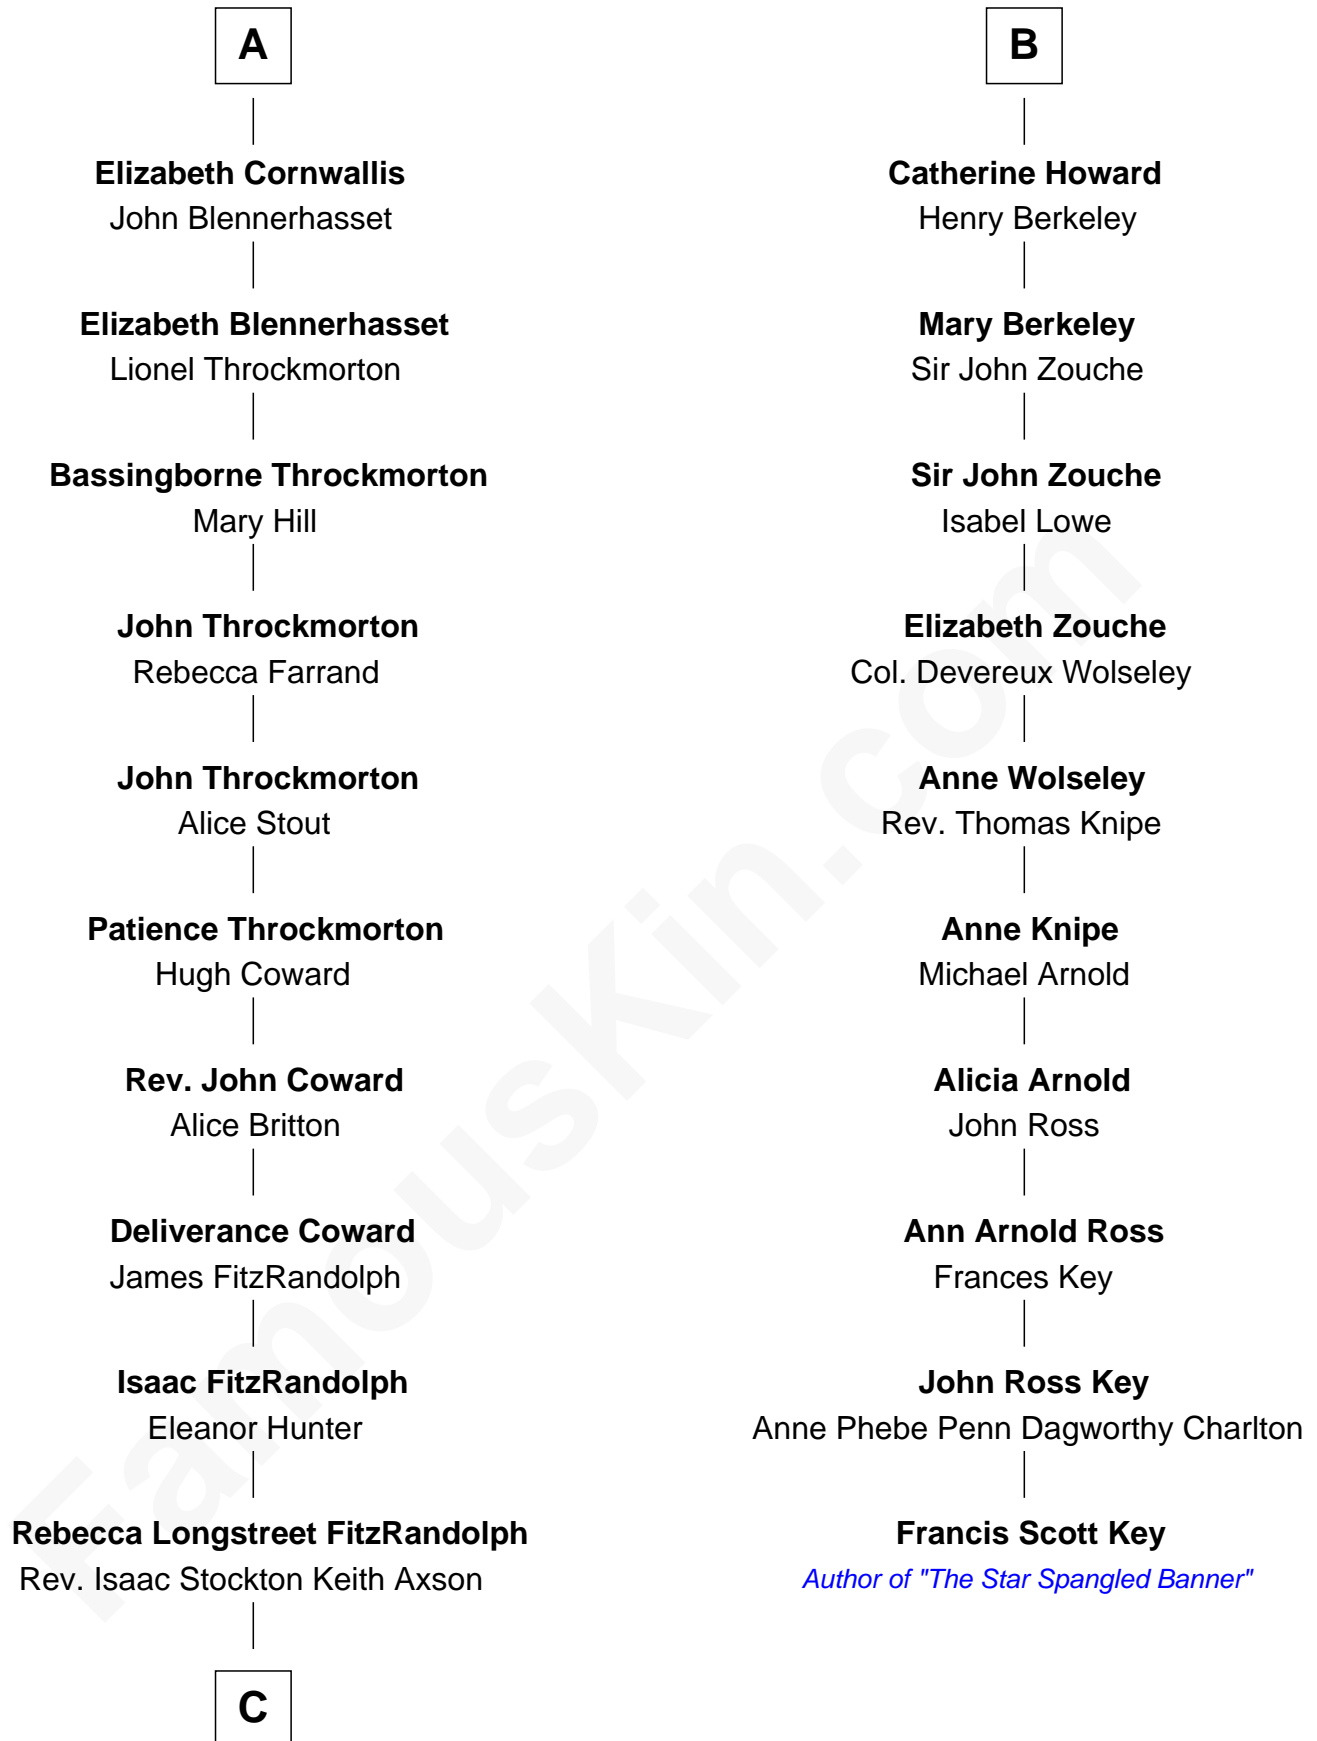 A
Elizabeth Cornwallis
John Blennerhasset
Elizabeth Blennerhasset
Lionel Throckmorton
Bassingborne Throckmorton
Mary Hill
John Throckmorton
Rebecca Farrand
John Throckmorton
Alice Stout
Patience Throckmorton
Hugh Coward
Rev. John Coward
Alice Britton
Deliverance Coward
James FitzRandolph
Isaac FitzRandolph
Eleanor Hunter
Rebecca Longstreet FitzRandolph
Rev. Isaac Stockton Keith Axson
C
B
Catherine Howard
Henry Berkeley
Mary Berkeley
Sir John Zouche
Sir John Zouche
Isabel Lowe
Elizabeth Zouche
Col. Devereux Wolseley
Anne Wolseley
Rev. Thomas Knipe
Anne Knipe
Michael Arnold
Alicia Arnold
John Ross
Ann Arnold Ross
Frances Key
John Ross Key
Anne Phebe Penn Dagworthy Charlton
Francis Scott Key
Author of "The Star Spangled Banner"
FamousKin.com